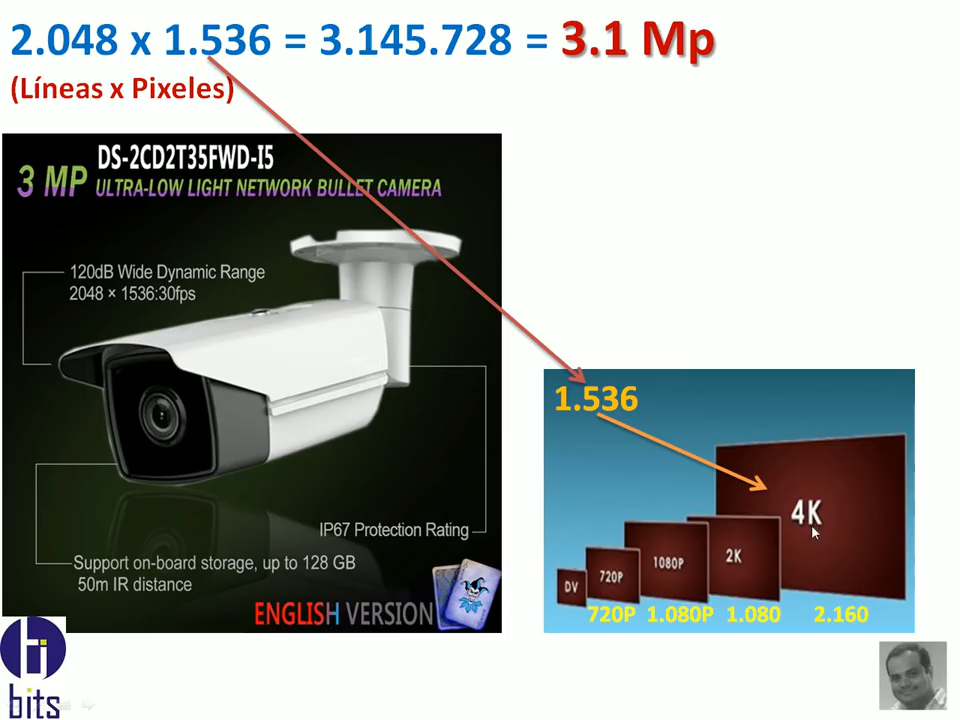 2.048 x 1.536 = 3.145.728 = 3.1 Mp
(Líneas x Pixeles)
DS-2CD2T35FWD-I5
3 MP ULTRA-LOW LIGHT NETWORK BULLET CAMERA
120dB Wide Dynamic Range
2048 × 1536:30fps
IP67 Protection Rating
Support on-board storage, up to 128 GB
50m IR distance
ENGLISH VERSION
1.536
DV
720P
1080P
2K
4K
720P 1.080P 1.080 2.160
bits